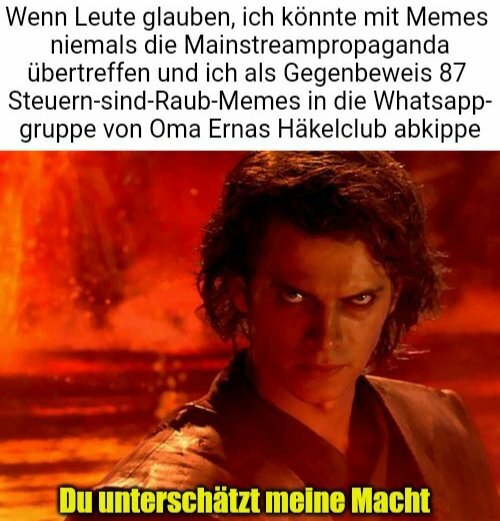 Wenn Leute glauben, ich könnte mit Memes
niemals die Mainstreampropaganda
übertreffen und ich als Gegenbeweis 87
Steuern-sind-Raub-Memes in die Whatsapp-
gruppe von Oma Ernas Häkelclub abkippe
Du unterschätzt meine Macht